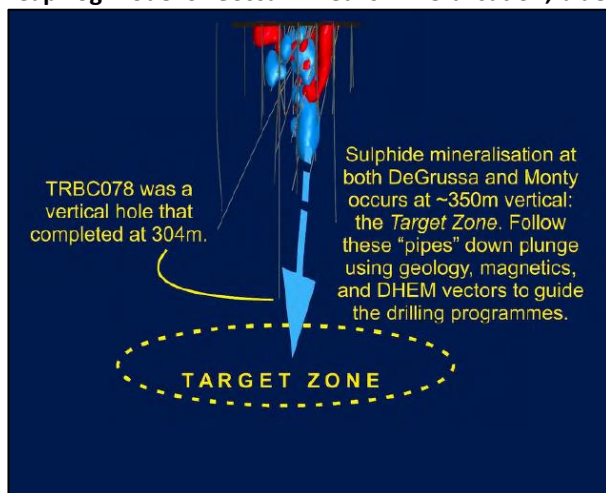 TRBC078 was a
vertical hole that
completed at 304m.
Sulphide mineralisation at
both DeGrussa and Monty
occurs at ~350m vertical:
the Target Zone. Follow
these “pipes” down plunge
using geology, magnetics,
and DHEM vectors to guide
the drilling programmes.
TARGET ZONE